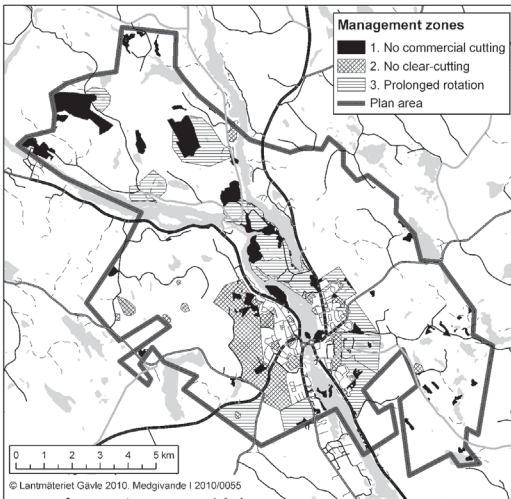 Management zones
1. No commercial cutting
2. No clear-cutting
3. Prolonged rotation
Plan area
0 1 2 3 4 5 km
© Lantmäteriet Gävle 2010. Medgivande I 2010/0055